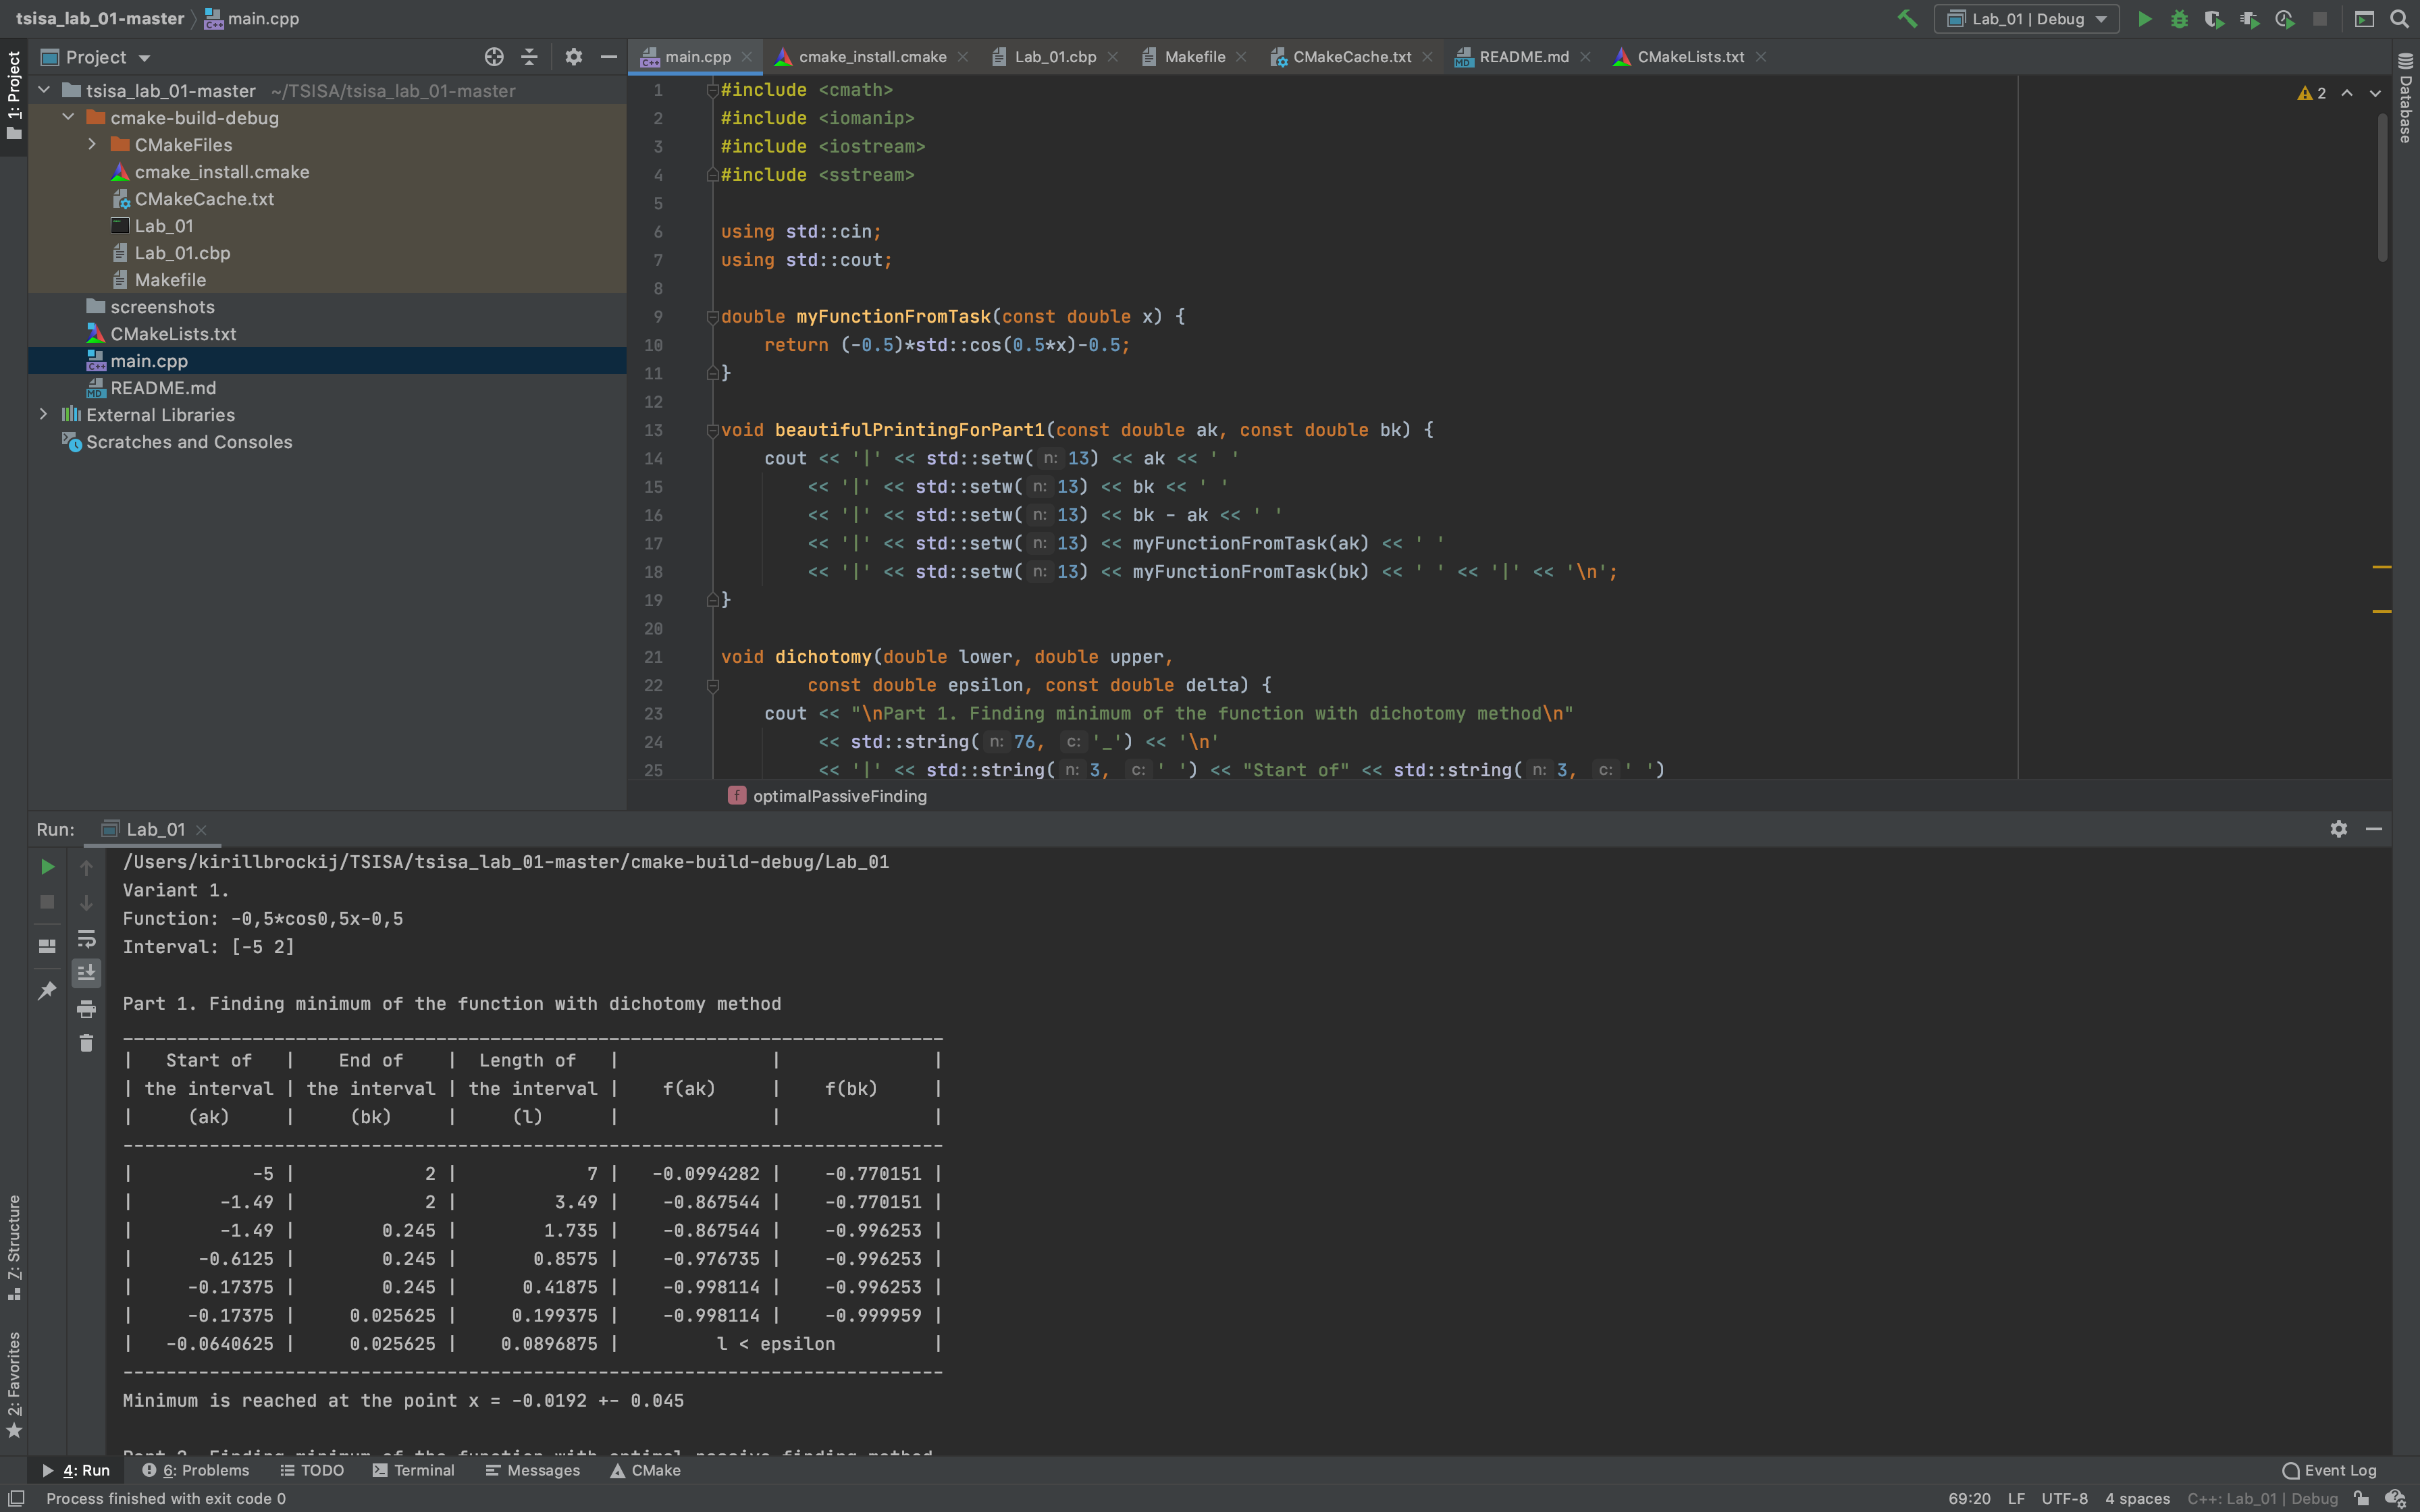 tsisa_lab_01-master main.cpp Lab_01 | Debug
1: Project
Project
main.cpp cmake_install.cmake Lab_01.cbp Makefile CMakeCache.txt README.md CMakeLists.txt
Database
tsisa_lab_01-master ~/TSISA/tsisa_lab_01-master
cmake-build-debug
CMakeFiles
cmake_install.cmake
CMakeCache.txt
Lab_01
Lab_01.cbp
Makefile
screenshots
CMakeLists.txt
main.cpp
README.md
External Libraries
Scratches and Consoles
2
1 #include <cmath>
2 #include <iomanip>
3 #include <iostream>
4 #include <sstream>
5
6 using std::cin;
7 using std::cout;
8
9 double myFunctionFromTask(const double x) {
10 return (-0.5)*std::cos(0.5*x)-0.5;
11 }
12
13 void beautifulPrintingForPart1(const double ak, const double bk) {
14 cout << '|' << std::setw( n: 13) << ak << ' '
15 << '|' << std::setw( n: 13) << bk << ' '
16 << '|' << std::setw( n: 13) << bk - ak << ' '
17 << '|' << std::setw( n: 13) << myFunctionFromTask(ak) << ' '
18 << '|' << std::setw( n: 13) << myFunctionFromTask(bk) << ' ' << '|' << '\n';
19 }
20
21 void dichotomy(double lower, double upper,
22 const double epsilon, const double delta) {
23 cout << "\nPart 1. Finding minimum of the function with dichotomy method\n"
24 << std::string( n: 76, c: '_') << '\n'
25 << '|' << std::string( n: 3, c: ' ') << "Start of" << std::string( n: 3, c: ' ')
f optimalPassiveFinding
Run: Lab_01
/Users/kirillbrockij/TSISA/tsisa_lab_01-master/cmake-build-debug/Lab_01
Variant 1.
Function: -0,5*cos0,5x-0,5
Interval: [-5 2]
Part 1. Finding minimum of the function with dichotomy method
____________________________________________________________________________
| Start of | End of | Length of | | |
| the interval | the interval | the interval | f(ak) | f(bk) |
| (ak) | (bk) | (l) | | |
----------------------------------------------------------------------------
| -5 | 2 | 7 | -0.0994282 | -0.770151 |
| -1.49 | 2 | 3.49 | -0.867544 | -0.770151 |
| -1.49 | 0.245 | 1.735 | -0.867544 | -0.996253 |
| -0.6125 | 0.245 | 0.8575 | -0.976735 | -0.996253 |
| -0.17375 | 0.245 | 0.41875 | -0.998114 | -0.996253 |
| -0.17375 | 0.025625 | 0.199375 | -0.998114 | -0.999959 |
| -0.0640625 | 0.025625 | 0.0896875 | l < epsilon |
----------------------------------------------------------------------------
Minimum is reached at the point x = -0.0192 +- 0.045
Part 2. Finding minimum of the function with optimal passive finding method
7: Structure
2: Favorites
4: Run 6: Problems TODO Terminal Messages CMake Event Log
Process finished with exit code 0 69:20 LF UTF-8 4 spaces C++: Lab_01 | Debug